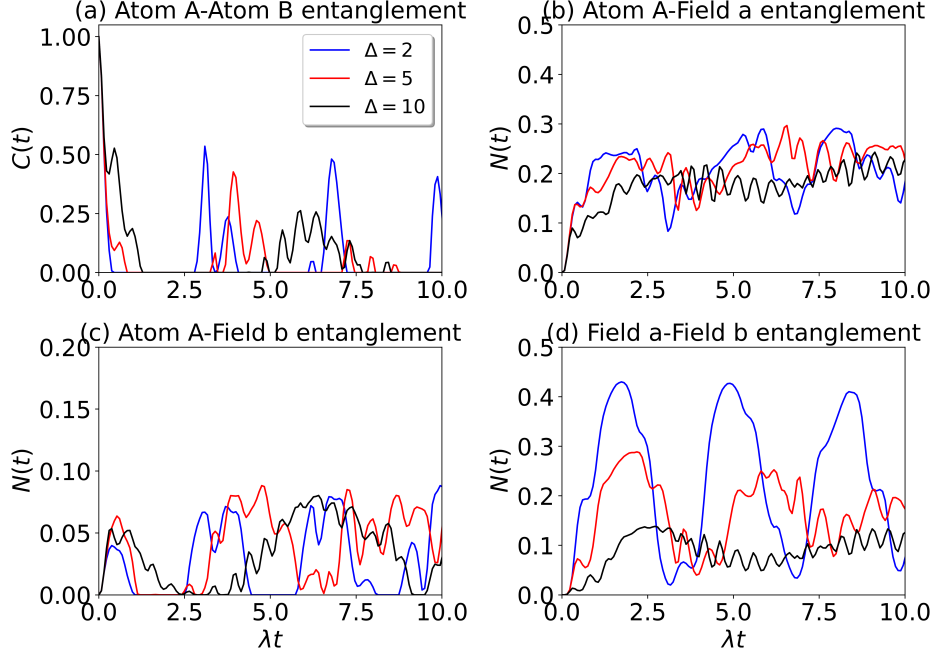 (a) Atom A-Atom B entanglement
C(t)
1.00
0.75
0.50
0.25
0.00
0.0 2.5 5.0 7.5 10.0
Δ = 2
Δ = 5
Δ = 10
(b) Atom A-Field a entanglement
N(t)
0.5
0.4
0.3
0.2
0.1
0.0
0.0 2.5 5.0 7.5 10.0
(c) Atom A-Field b entanglement
N(t)
0.20
0.15
0.10
0.05
0.00
0.0 2.5 5.0 7.5 10.0
λt
(d) Field a-Field b entanglement
N(t)
0.5
0.4
0.3
0.2
0.1
0.0
0.0 2.5 5.0 7.5 10.0
λt